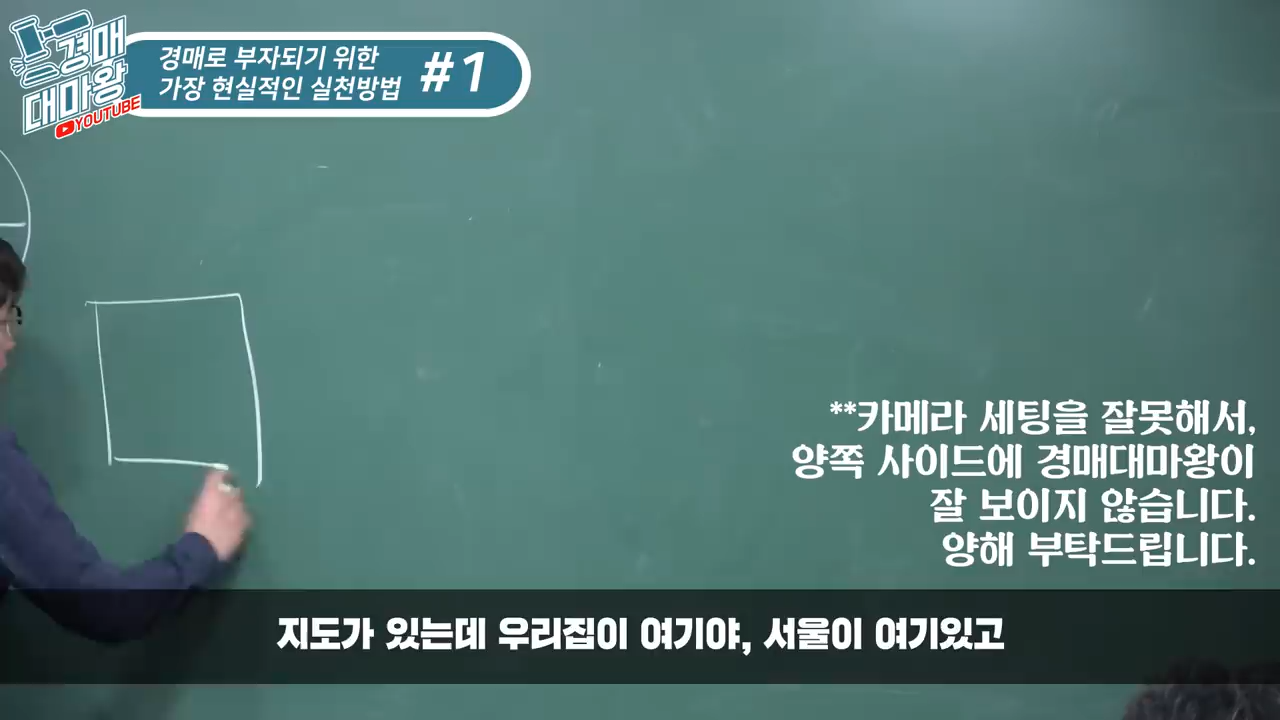 경매
대마왕
YOUTUBE
경매로 부자되기 위한
가장 현실적인 실천방법
#1
**카메라 세팅을 잘못해서,
양쪽 사이드에 경매대마왕이
잘 보이지 않습니다.
양해 부탁드립니다.
지도가 있는데 우리집이 여기야, 서울이 여기있고